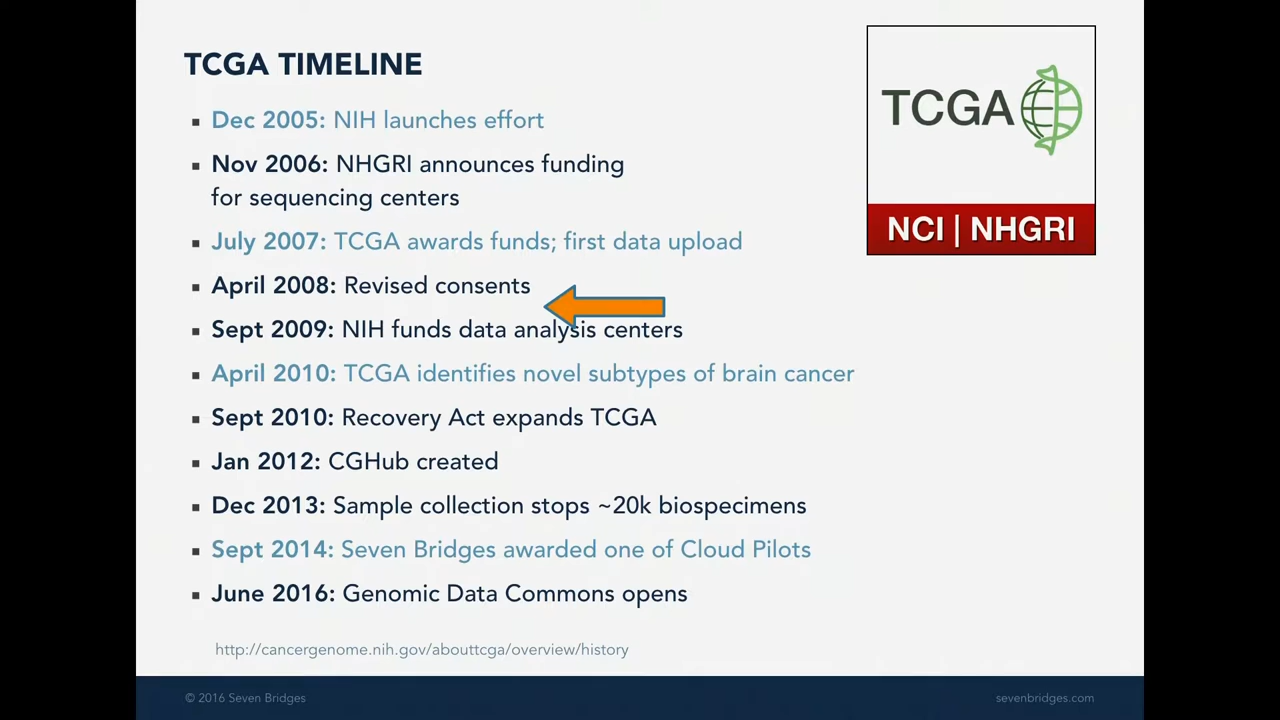 TCGA TIMELINE
Dec 2005: NIH launches effort
Nov 2006: NHGRI announces funding
for sequencing centers
July 2007: TCGA awards funds; first data upload
April 2008: Revised consents
Sept 2009: NIH funds data analysis centers
April 2010: TCGA identifies novel subtypes of brain cancer
Sept 2010: Recovery Act expands TCGA
Jan 2012: CGHub created
Dec 2013: Sample collection stops ~20k biospecimens
Sept 2014: Seven Bridges awarded one of Cloud Pilots
June 2016: Genomic Data Commons opens
http://cancergenome.nih.gov/abouttcga/overview/history
TCGA
NCI | NHGRI
© 2016 Seven Bridges
sevenbridges.com